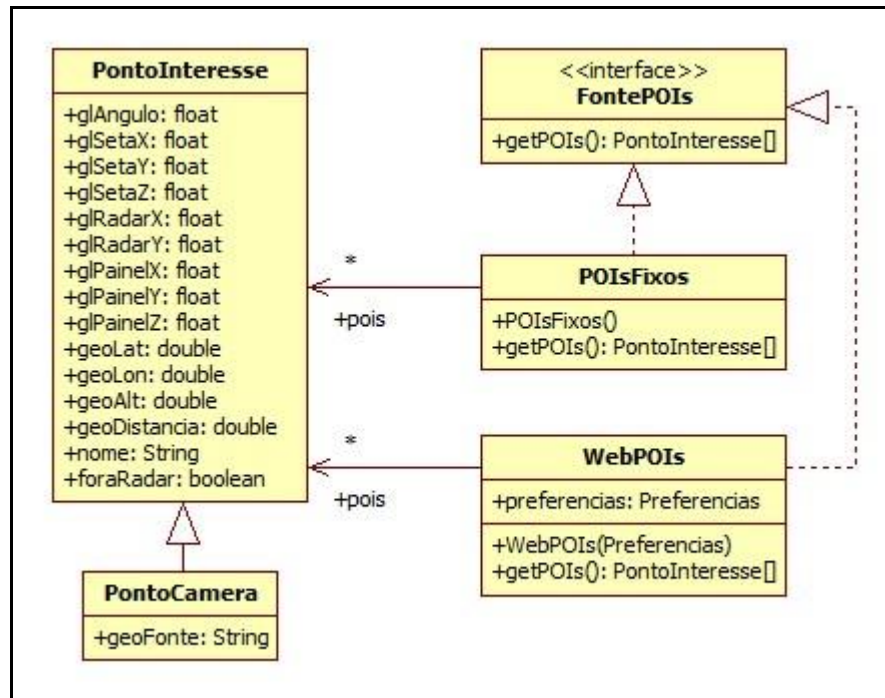 PontoInteresse
+glAngulo: float
+glSetaX: float
+glSetaY: float
+glSetaZ: float
+glRadarX: float
+glRadarY: float
+glPainelX: float
+glPainelY: float
+glPainelZ: float
+geoLat: double
+geoLon: double
+geoAlt: double
+geoDistancia: double
+nome: String
+foraRadar: boolean
PontoCamera
+geoFonte: String
*
+pois
*
+pois
<<interface>>
FontePOIs
+getPOIs(): PontoInteresse[]
POIsFixos
+POIsFixos()
+getPOIs(): PontoInteresse[]
WebPOIs
+preferencias: Preferencias
+WebPOIs(Preferencias)
+getPOIs(): PontoInteresse[]